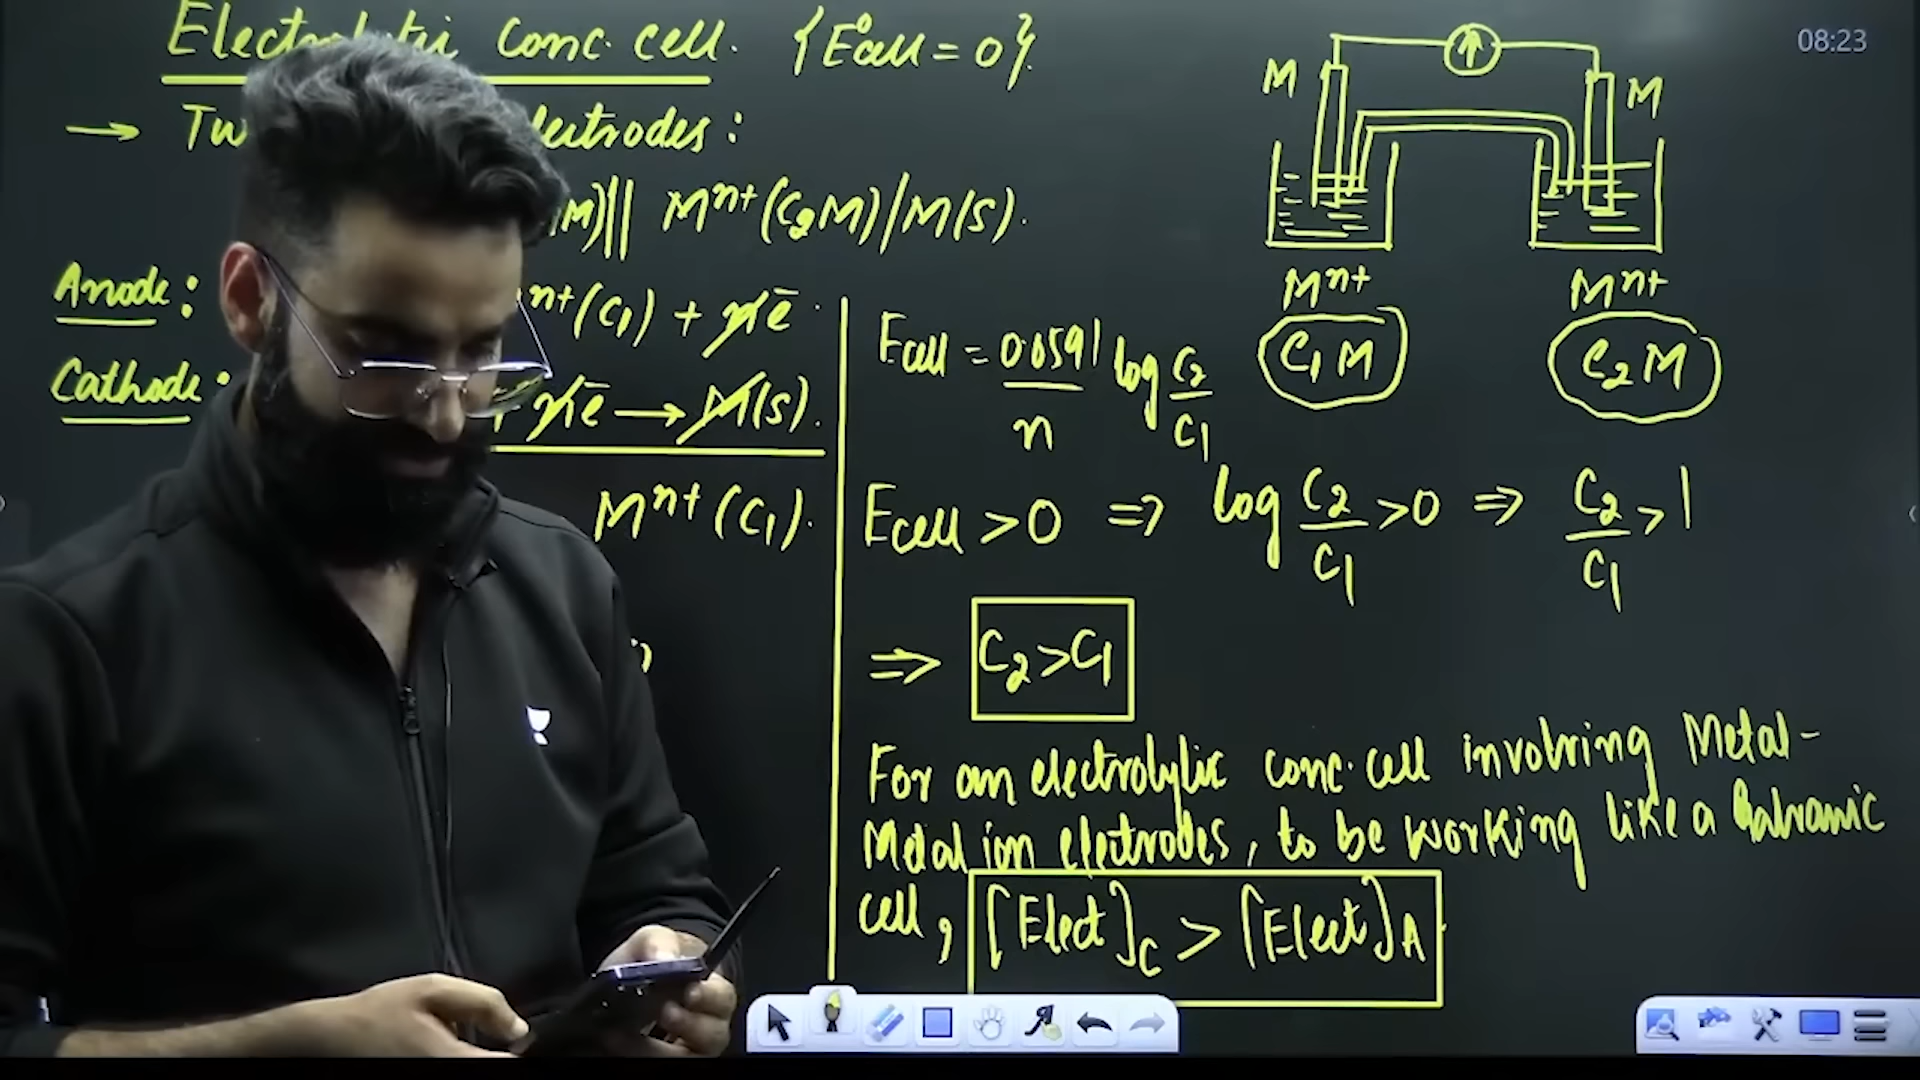 Electrolytic Conc. cell. {E°cell = 0}.
08:23
→ Tw lectrodes :
M M
M)|| Mⁿ⁺(C₂M)/M(s).
Anode : ⁿ⁺(C₁) + ne⁻
Cathode : ne⁻ → M(s).
Mⁿ⁺(C₁).
Mⁿ⁺ Mⁿ⁺
C₁M C₂M
Ecell = 0.0591/n log C₂/C₁
Ecell > 0 ⇒ log C₂/C₁ > 0 ⇒ C₂/C₁ > 1
⇒ C₂ > C₁
For an electrolytic conc. cell involving Metal-
Metal ion electrodes, to be working like a Galvanic
cell, [Elect]C > [Elect]A.